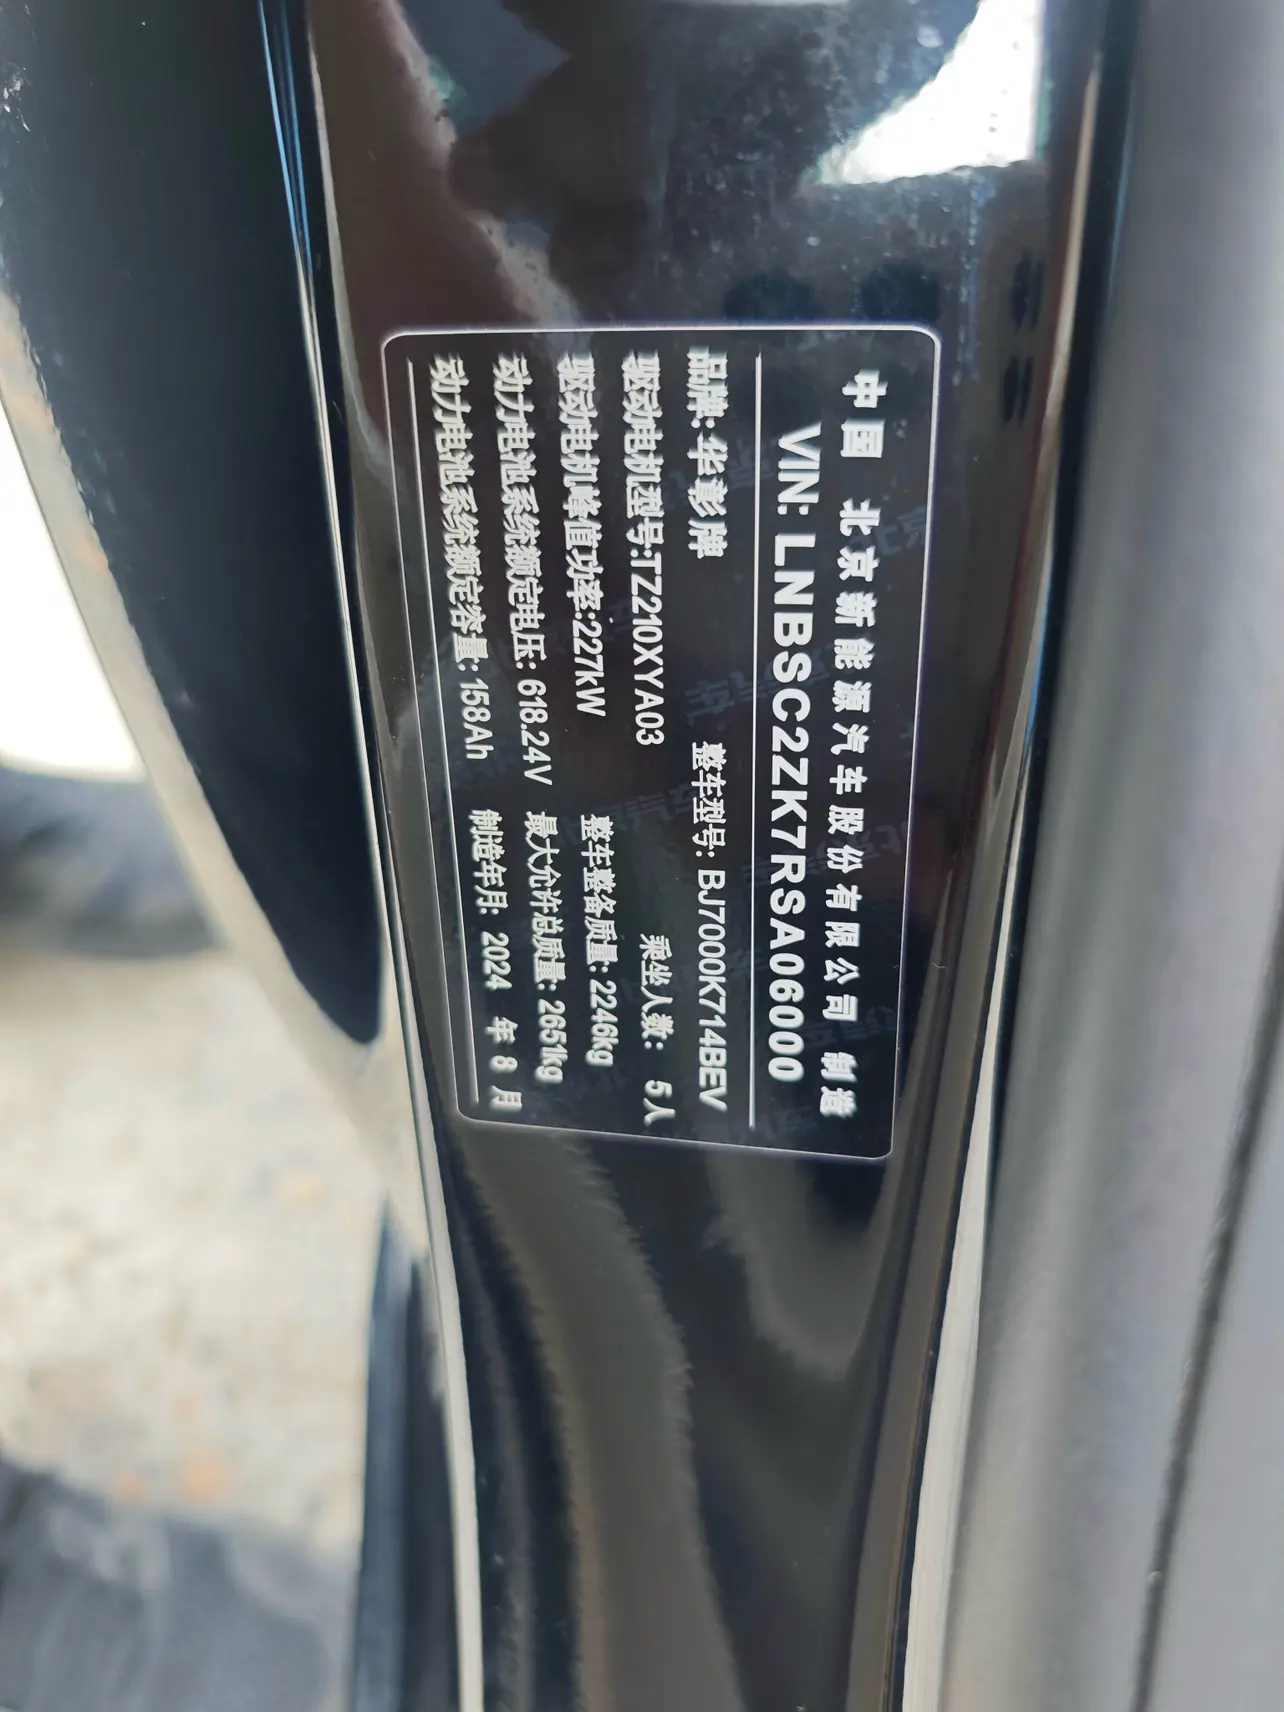 中国 北京新能源汽车股份有限公司 制造
VIN: LNBSC2ZK7RSA06000
品牌: 华彰牌 整车型号: BJ7000K714BEV
驱动电机型号:TZ210XYA03 乘坐人数: 5人
驱动电机峰值功率:227kW 整车整备质量: 2246kg
动力电池系统额定电压: 618.24V 最大允许总质量: 2651kg
动力电池系统额定容量: 158Ah 制造年月: 2024 年 8 月